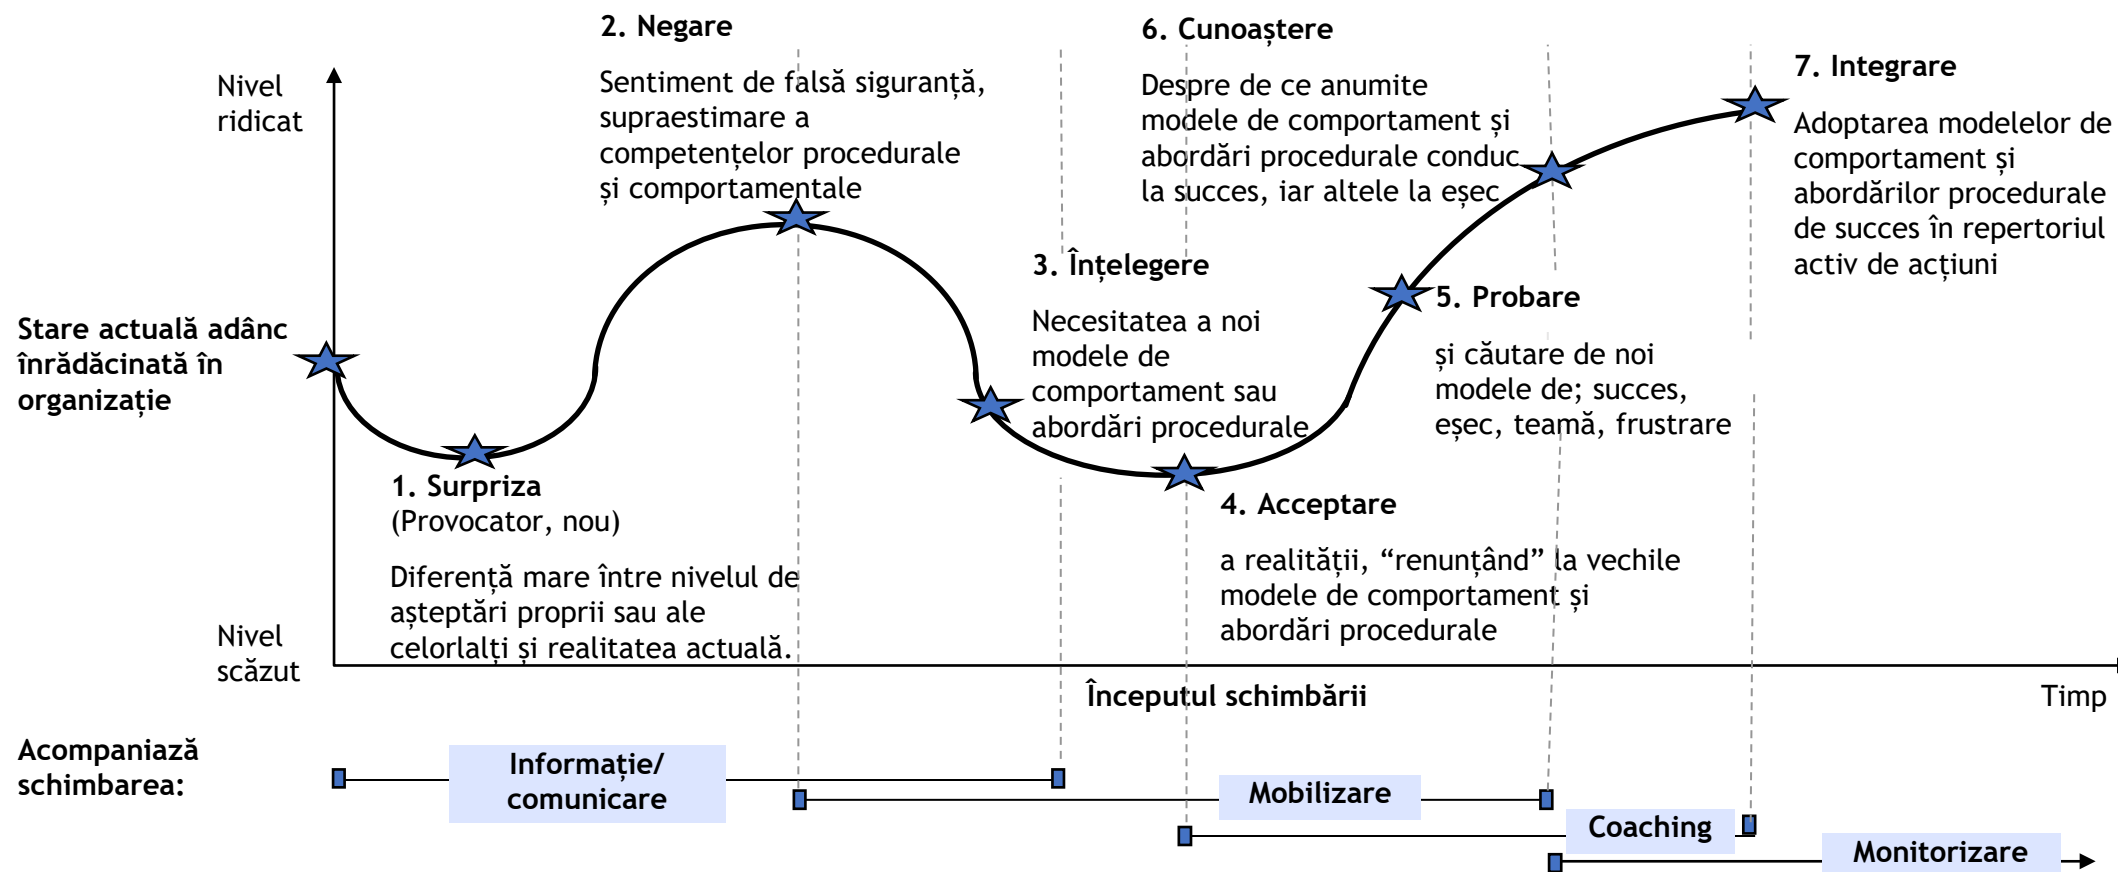 2. Negare
Sentiment de falsă siguranță,
supraestimare a
competențelor procedurale
și comportamentale
6. Cunoaștere
Despre de ce anumite
modele de comportament și
abordări procedurale conduc
la succes, iar altele la eșec
7. Integrare
Adoptarea modelelor de
comportament și
abordărilor procedurale
de succes în repertoriul
activ de acțiuni
Nivel
ridicat
3. Înțelegere
Necesitatea a noi
modele de
comportament sau
abordări procedurale
5. Probare
și căutare de noi
modele de; succes,
eșec, teamă, frustrare
Stare actuală adânc
înrădăcinată în
organizație
1. Surpriza
(Provocator, nou)
Diferență mare între nivelul de
așteptări proprii sau ale
celorlalți și realitatea actuală.
4. Acceptare
a realității, “renunțând” la vechile
modele de comportament și
abordări procedurale
Nivel
scăzut
Începutul schimbării
Timp
Acompaniază
schimbarea:
Informație/
comunicare
Mobilizare
Coaching
Monitorizare